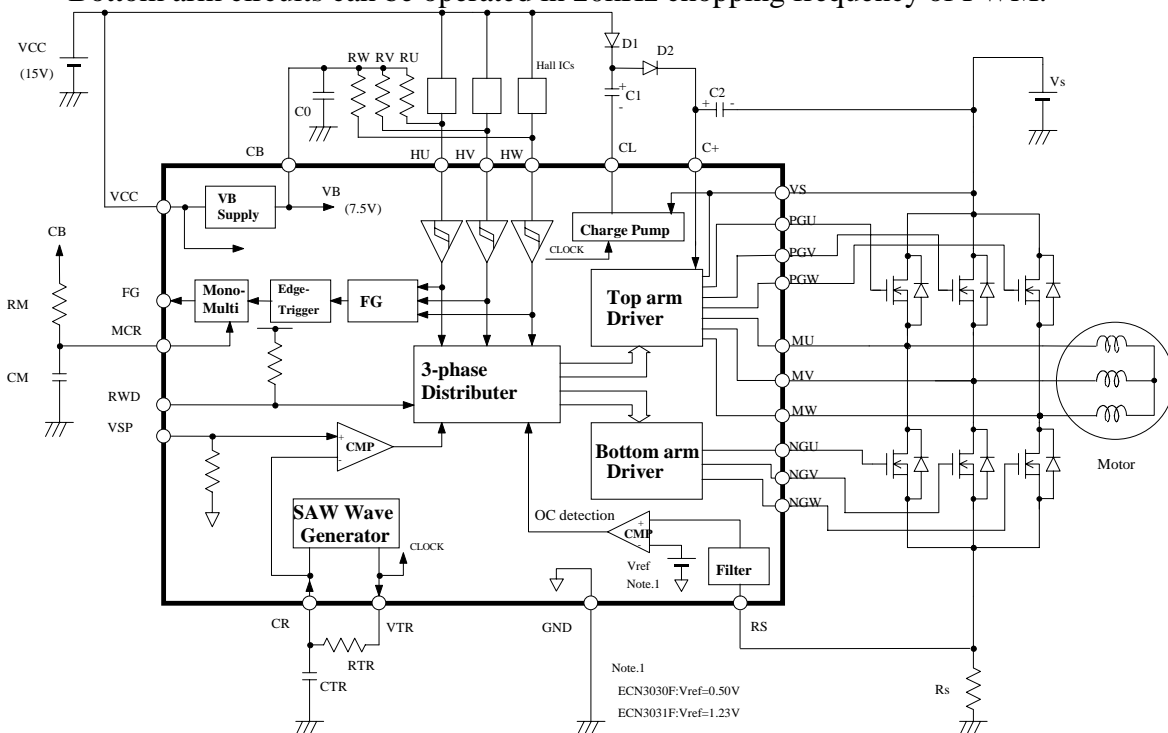 Bottom arm circuits can be operated in 20kHz chopping frequency of PWM.
VCC
(15V)
RW RV RU
C0
Hall ICs
D1
D2
C1
+
-
C2
+ -
Vs
CB
HU
HV
HW
CL
C+
VCC
VB
Supply
VB
(7.5V)
CLOCK
Charge Pump
VS
PGU
PGV
PGW
CB
RM
FG
MCR
CM
Mono-
Multi
Edge-
Trigger
FG
Top arm
Driver
MU
MV
MW
3-phase
Distributer
RWD
VSP
+
-
CMP
Bottom arm
Driver
NGU
NGV
NGW
Motor
SAW Wave
Generator
CLOCK
OC detection
+
-
CMP
Vref
Note.1
Filter
CR
VTR
GND
RS
RTR
CTR
Rs
Note.1
ECN3030F:Vref=0.50V
ECN3031F:Vref=1.23V